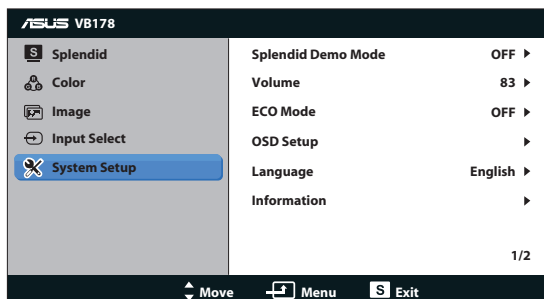 ASUS VB178
S Splendid
Color
Image
Input Select
System Setup
Splendid Demo Mode OFF
Volume 83
ECO Mode OFF
OSD Setup
Language English
Information
1/2
Move Menu S Exit